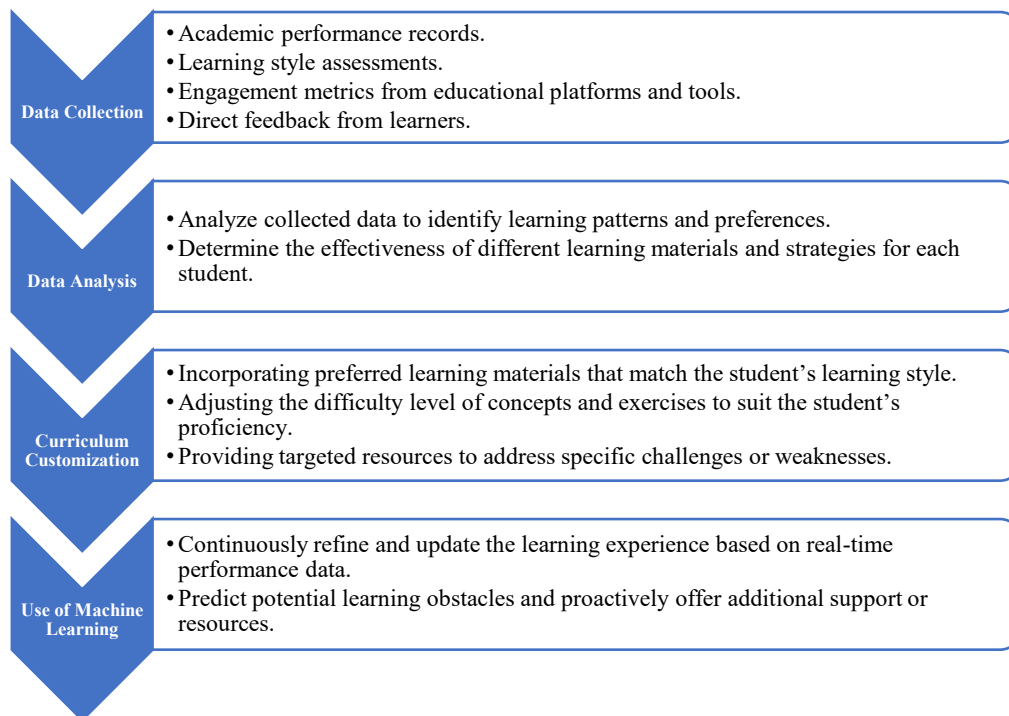 Data Collection
• Academic performance records.
• Learning style assessments.
• Engagement metrics from educational platforms and tools.
• Direct feedback from learners.
Data Analysis
• Analyze collected data to identify learning patterns and preferences.
• Determine the effectiveness of different learning materials and strategies for each
student.
Curriculum
Customization
• Incorporating preferred learning materials that match the student’s learning style.
• Adjusting the difficulty level of concepts and exercises to suit the student’s
proficiency.
• Providing targeted resources to address specific challenges or weaknesses.
Use of Machine
Learning
• Continuously refine and update the learning experience based on real-time
performance data.
• Predict potential learning obstacles and proactively offer additional support or
resources.